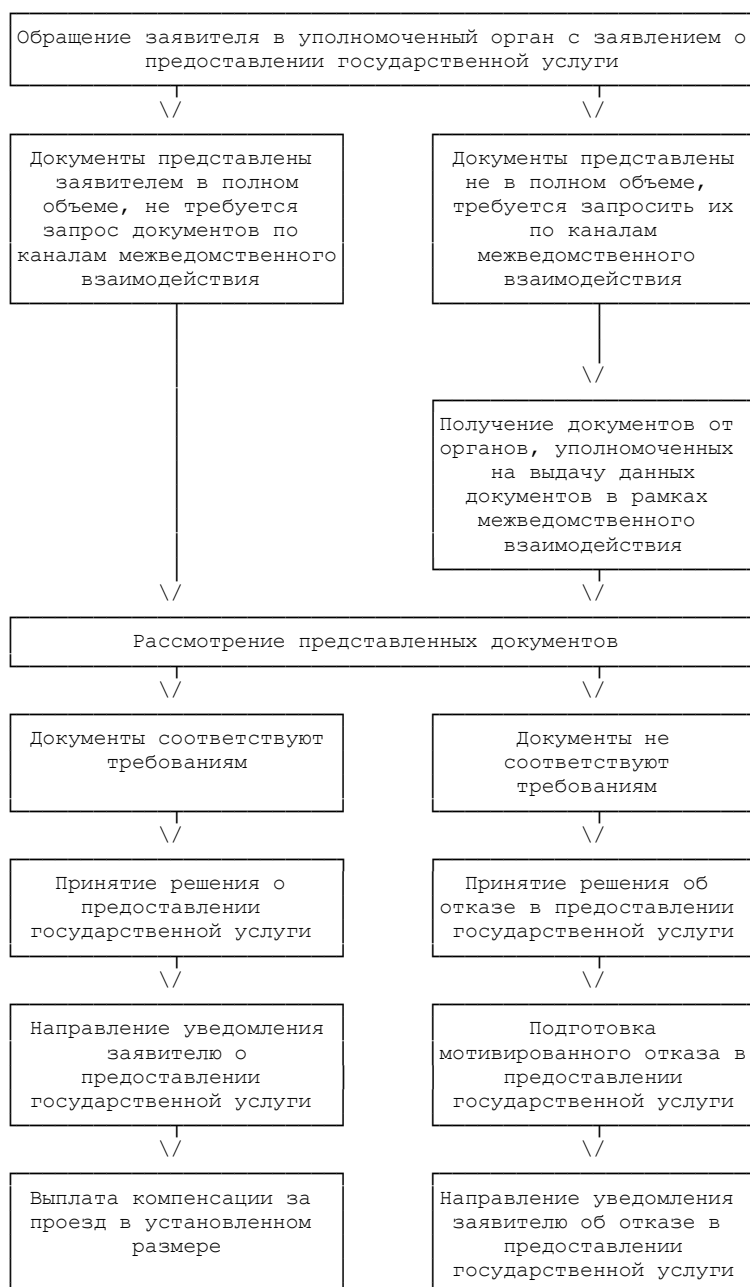 Обращение заявителя в уполномоченный орган с заявлением о
предоставлении государственной услуги
Документы представлены
заявителем в полном
объеме, не требуется
запрос документов по
каналам межведомственного
взаимодействия
Документы представлены
не в полном объеме,
требуется запросить их
по каналам
межведомственного
взаимодействия
Получение документов от
органов, уполномоченных
на выдачу данных
документов в рамках
межведомственного
взаимодействия
Рассмотрение представленных документов
Документы соответствуют
требованиям
Документы не
соответствуют
требованиям
Принятие решения о
предоставлении
государственной услуги
Принятие решения об
отказе в предоставлении
государственной услуги
Направление уведомления
заявителю о
предоставлении
государственной услуги
Подготовка
мотивированного отказа в
предоставлении
государственной услуги
Выплата компенсации за
проезд в установленном
размере
Направление уведомления
заявителю об отказе в
предоставлении
государственной услуги